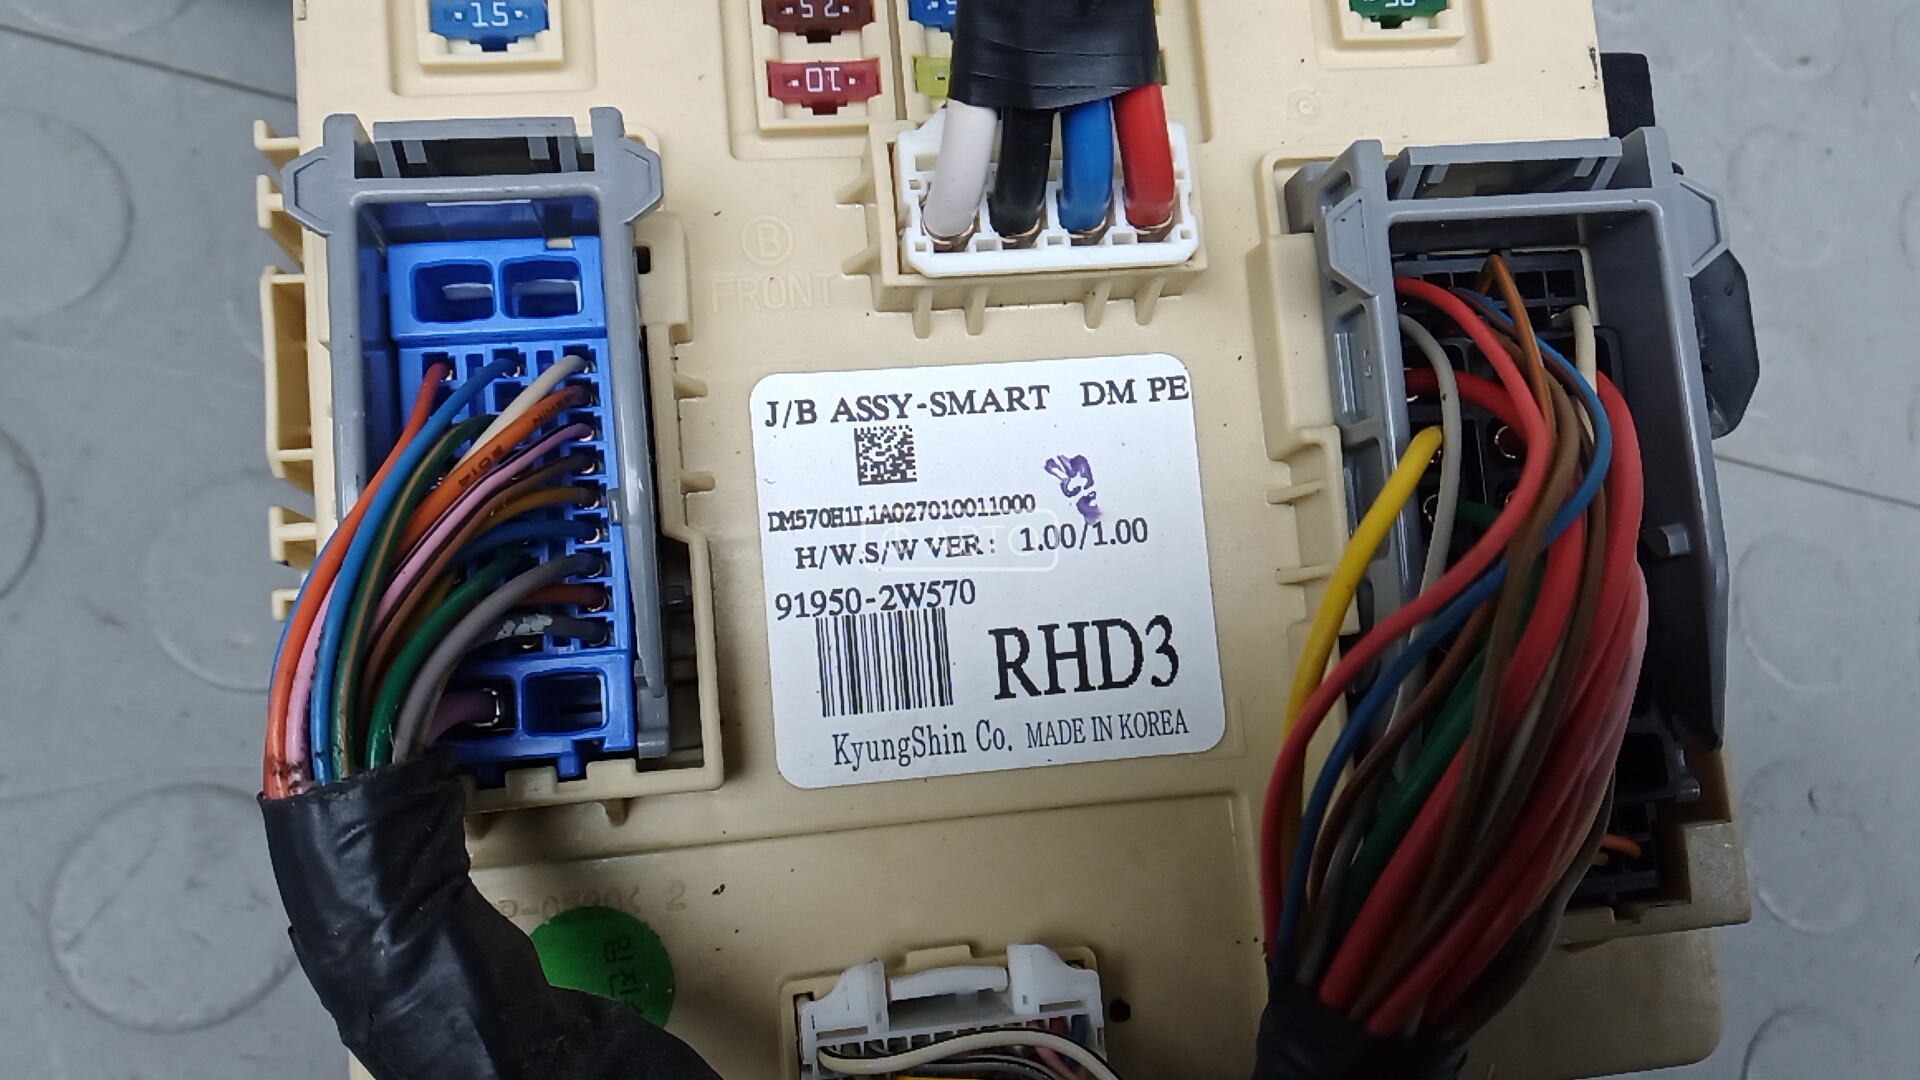 15
25
10
B
FRONT
J/B ASSY-SMART DM PE
DM570H1L1A027010011000
H/W.S/W VER : 1.00/1.00
91950-2W570
RHD3
KyungShin Co. MADE IN KOREA